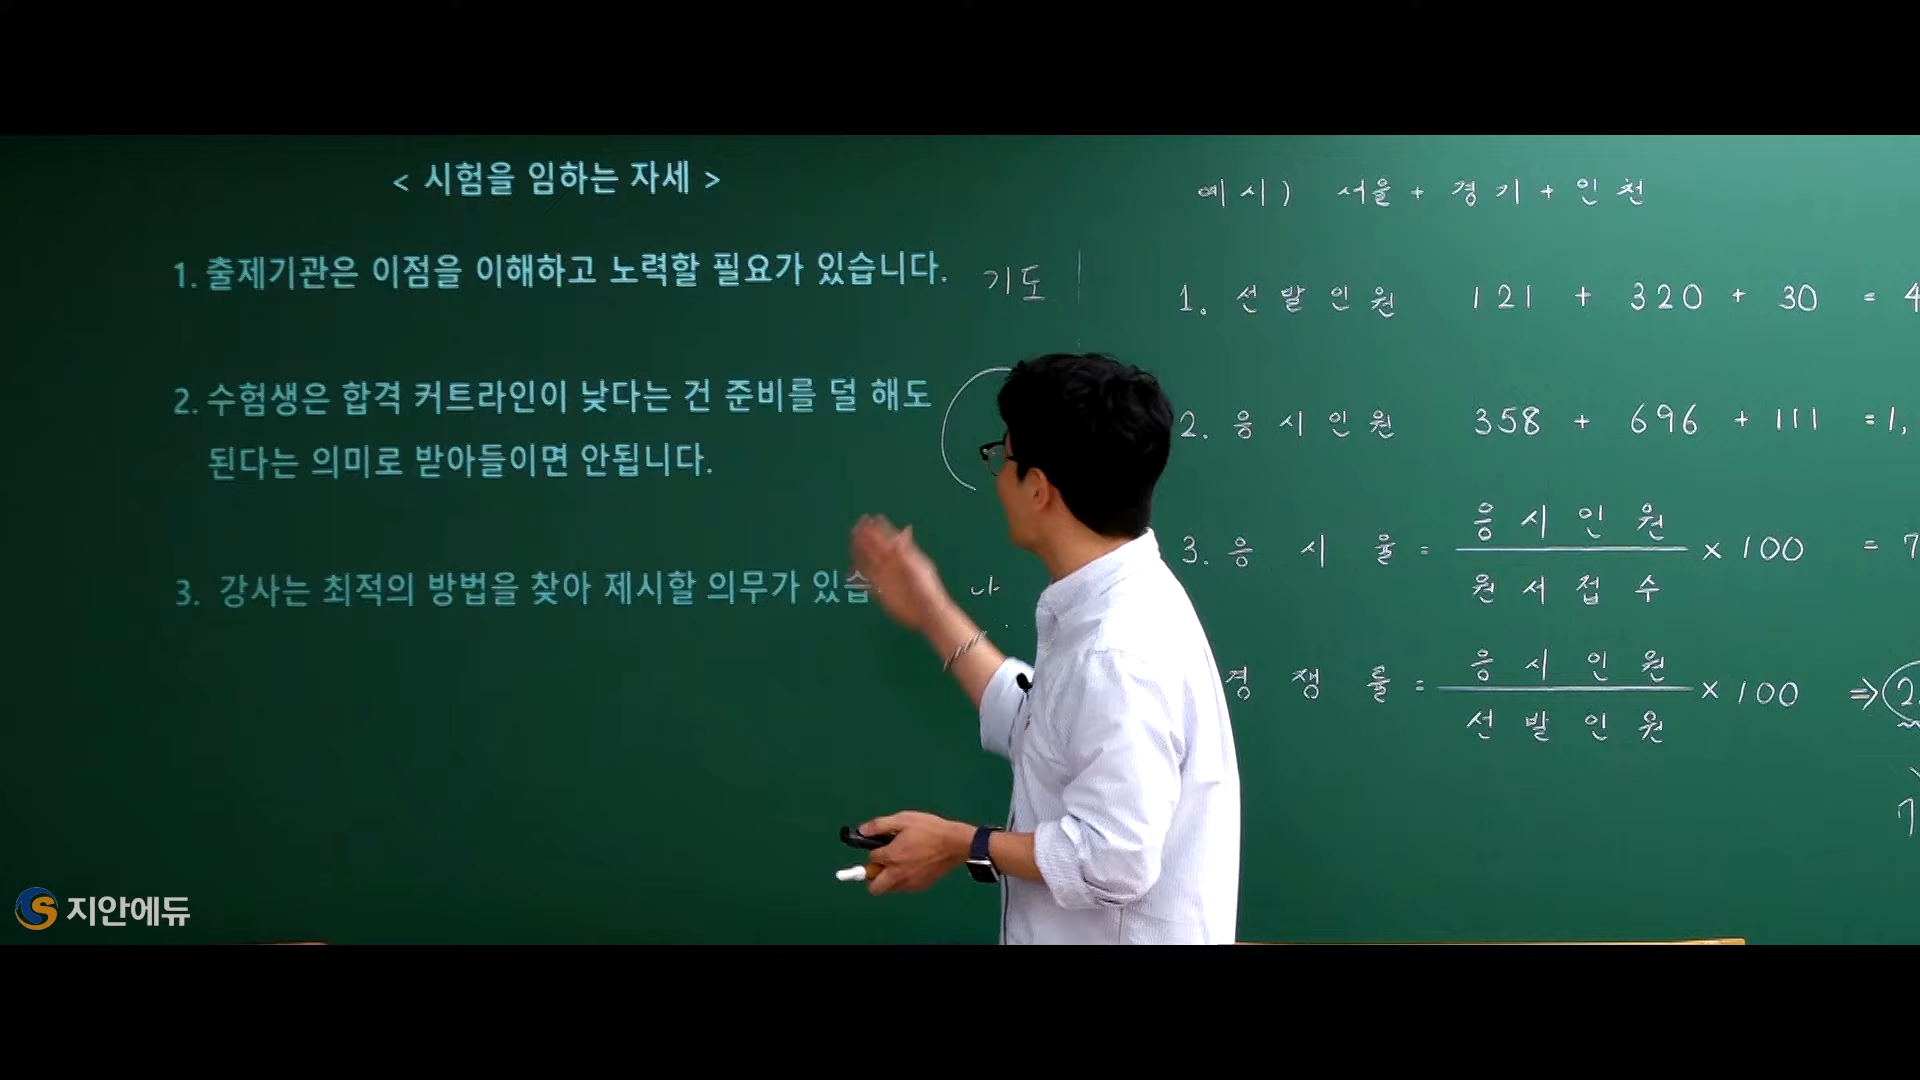 < 시험을 임하는 자세 >
1. 출제기관은 이점을 이해하고 노력할 필요가 있습니다.
기도
2. 수험생은 합격 커트라인이 낮다는 건 준비를 덜 해도
된다는 의미로 받아들이면 안됩니다.
3. 강사는 최적의 방법을 찾아 제시할 의무가 있습
나
예시) 서울 + 경기 + 인천
1. 선발인원 121 + 320 + 30 = 4
2. 응시인원 358 + 696 + 111 = 1,
3. 응시율 = 응시인원
원서접수
× 100 = 7
경쟁률 = 응시인원
선발인원
× 100 ⇒ 2.
지안에듀